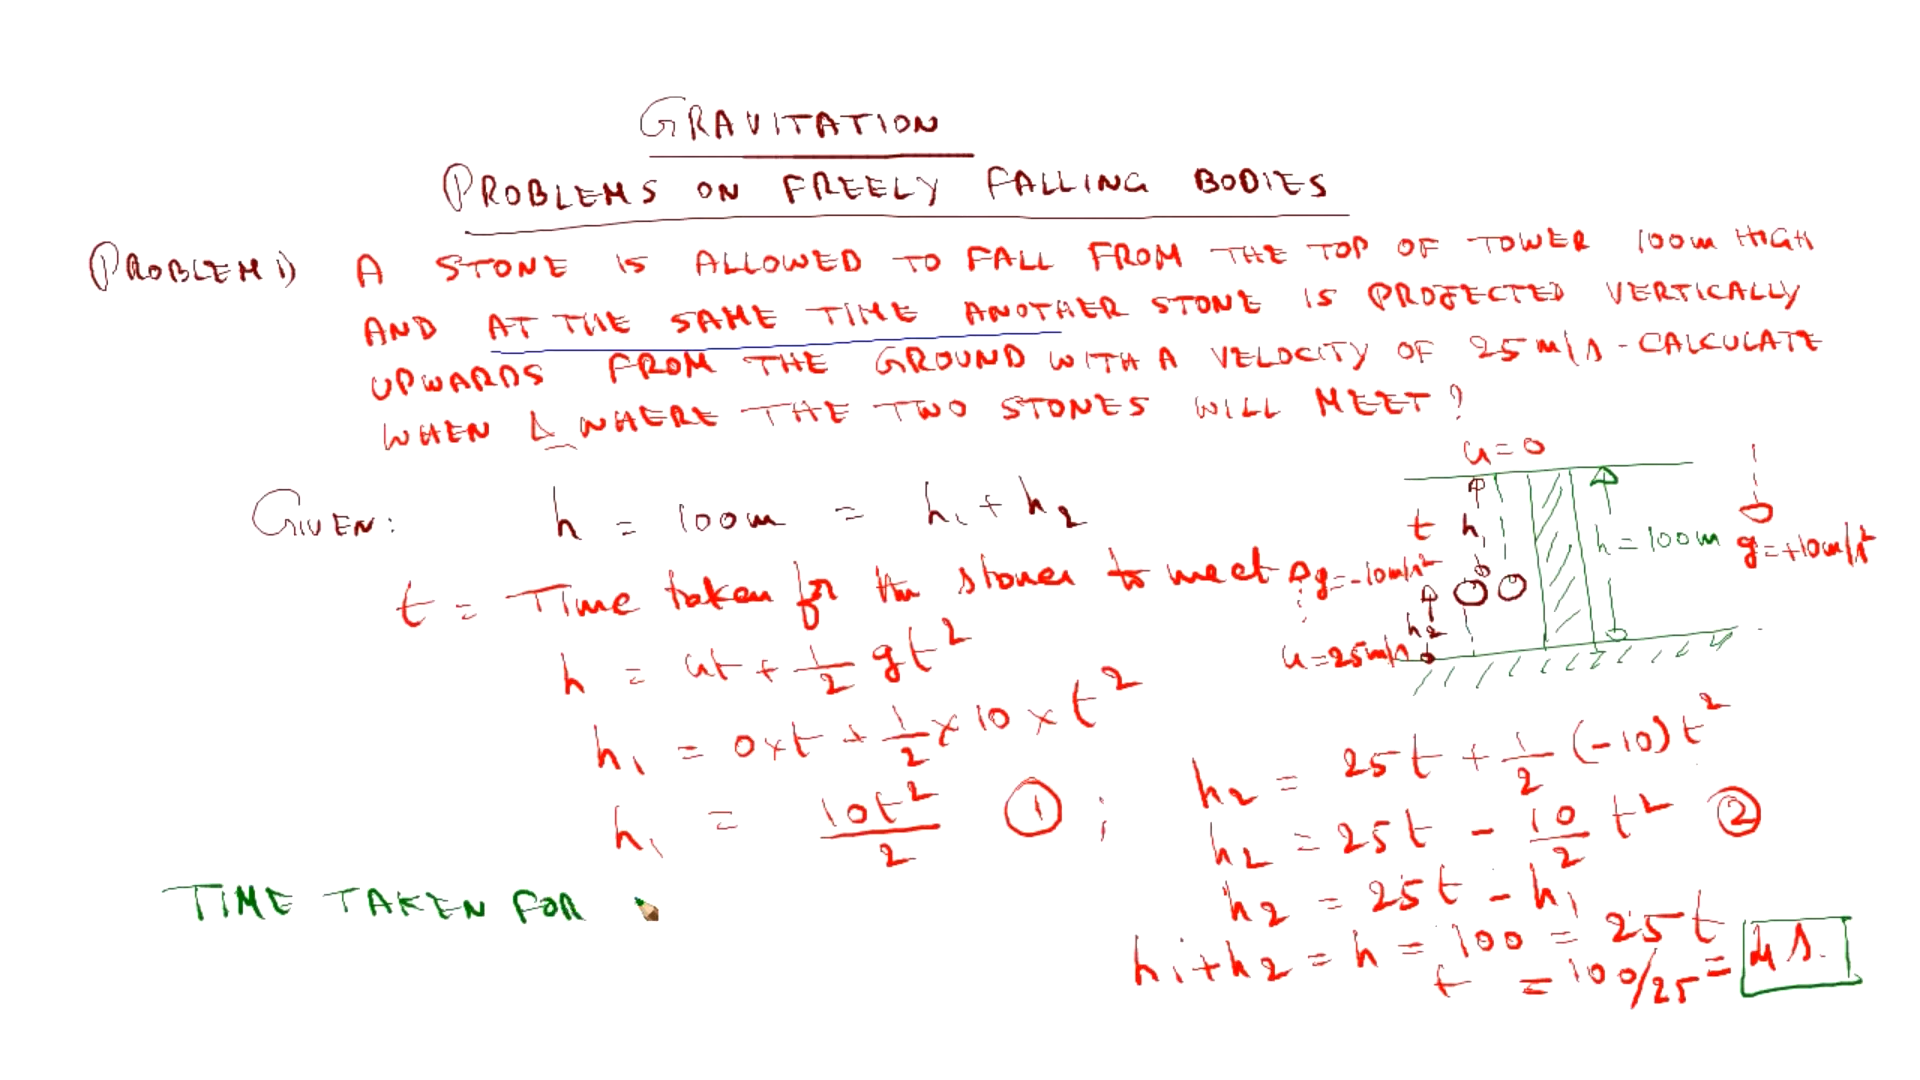 GRAVITATION
PROBLEMS ON FREELY FALLING BODIES
PROBLEM 1) A STONE IS ALLOWED TO FALL FROM THE TOP OF TOWER 100m HIGH
AND AT THE SAME TIME ANOTHER STONE IS PROJECTED VERTICALLY
UPWARDS FROM THE GROUND WITH A VELOCITY OF 25 m/s - CALCULATE
WHEN & WHERE THE TWO STONES WILL MEET?
u = 0
GIVEN: h = 100m = h₁ + h₂
t h₁ h = 100m g = +10m/s²
t = Time taken for the stones to meet
g = -10m/s²
h₂
u = 25m/s
h = ut + 1/2 gt²
h₁ = 0xt + 1/2 x 10 x t²
h₁ = 10t²/2 ① ;
h₂ = 25t + 1/2 (-10)t²
h₂ = 25t - 10/2 t² ②
h₂ = 25t - h₁
h₁+h₂ = h = 100 = 25t
t = 100/25 = 4 s.
TIME TAKEN FOR